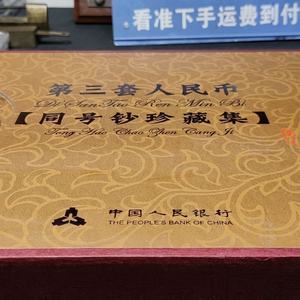 看准下手运费到付
第三套人民币
Di San Tao Ren Min Bi
【同号钞珍藏集】
Tong Hao Chao Zhen Cang Ji
中国人民银行
THE PEOPLE'S BANK OF CHINA